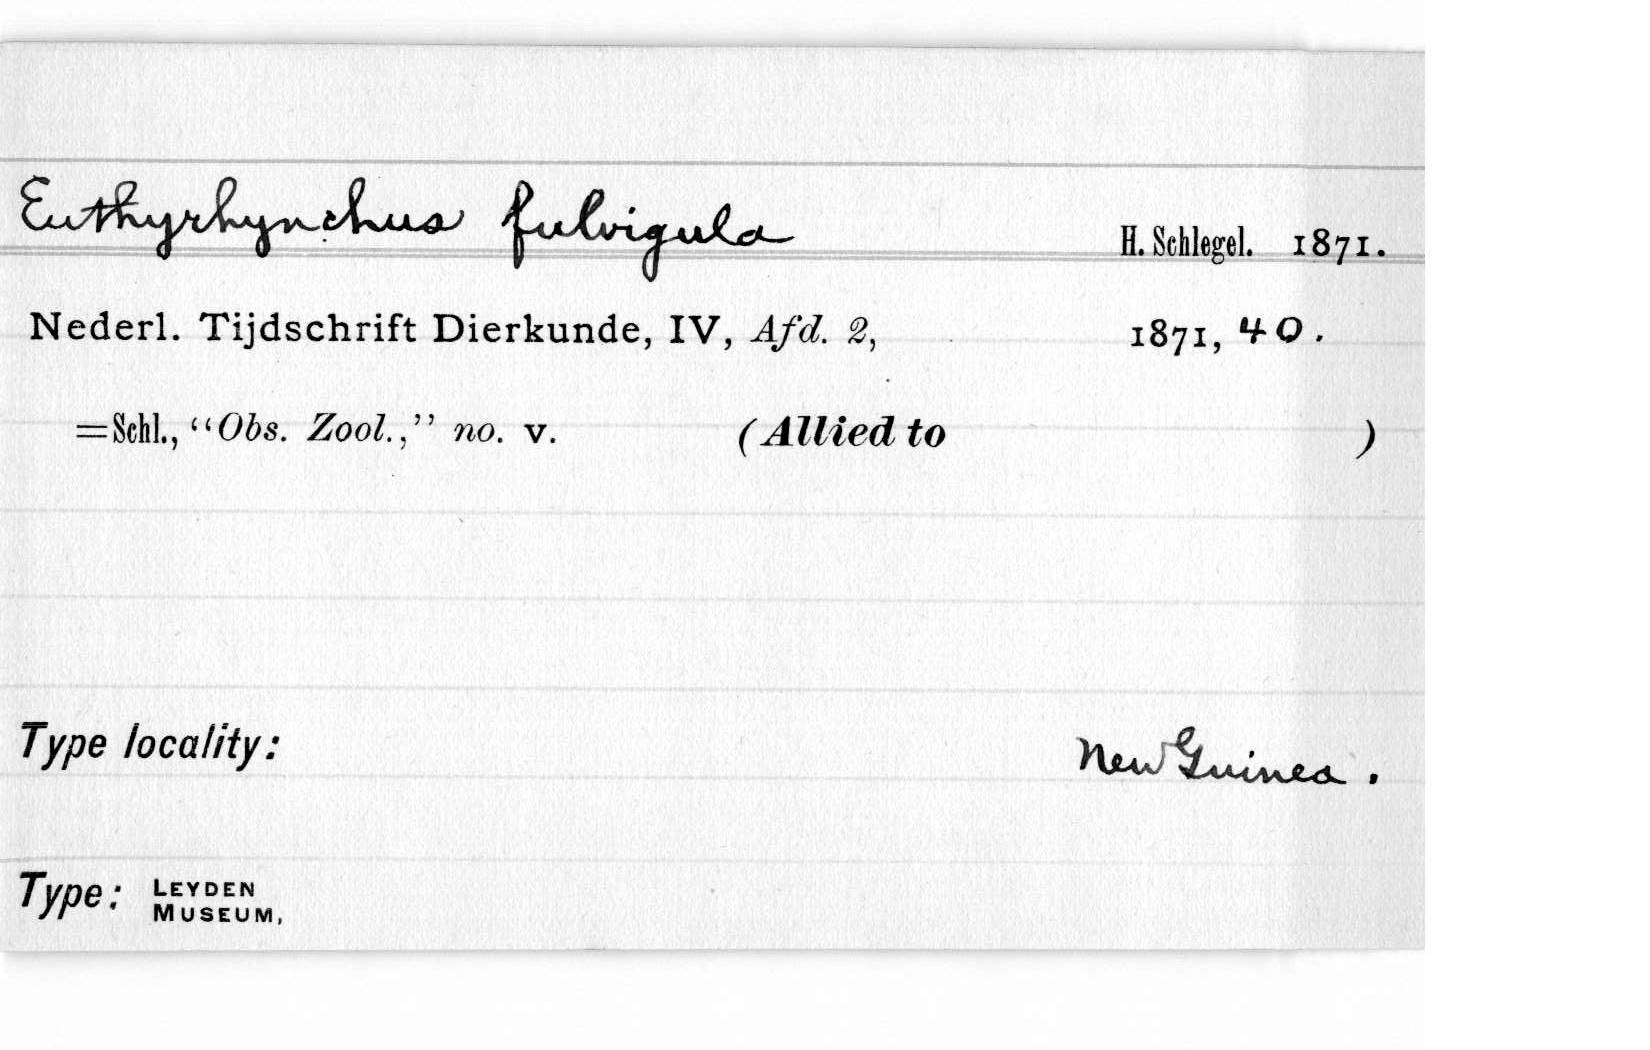 Euthyrhynchus fulvigula H. Schlegel. 1871.
Nederl. Tijdschrift Dierkunde, IV, Afd. 2, 1871, 40.
=Schl., “Obs. Zool.,” no. v. (Allied to )
Type locality: New Guinea.
Type: LEYDEN
MUSEUM,